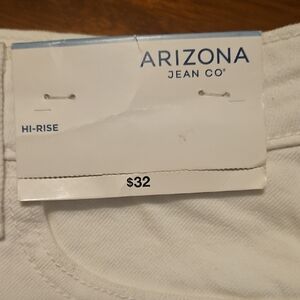 ARIZONA
JEAN CO®
HI-RISE
$32